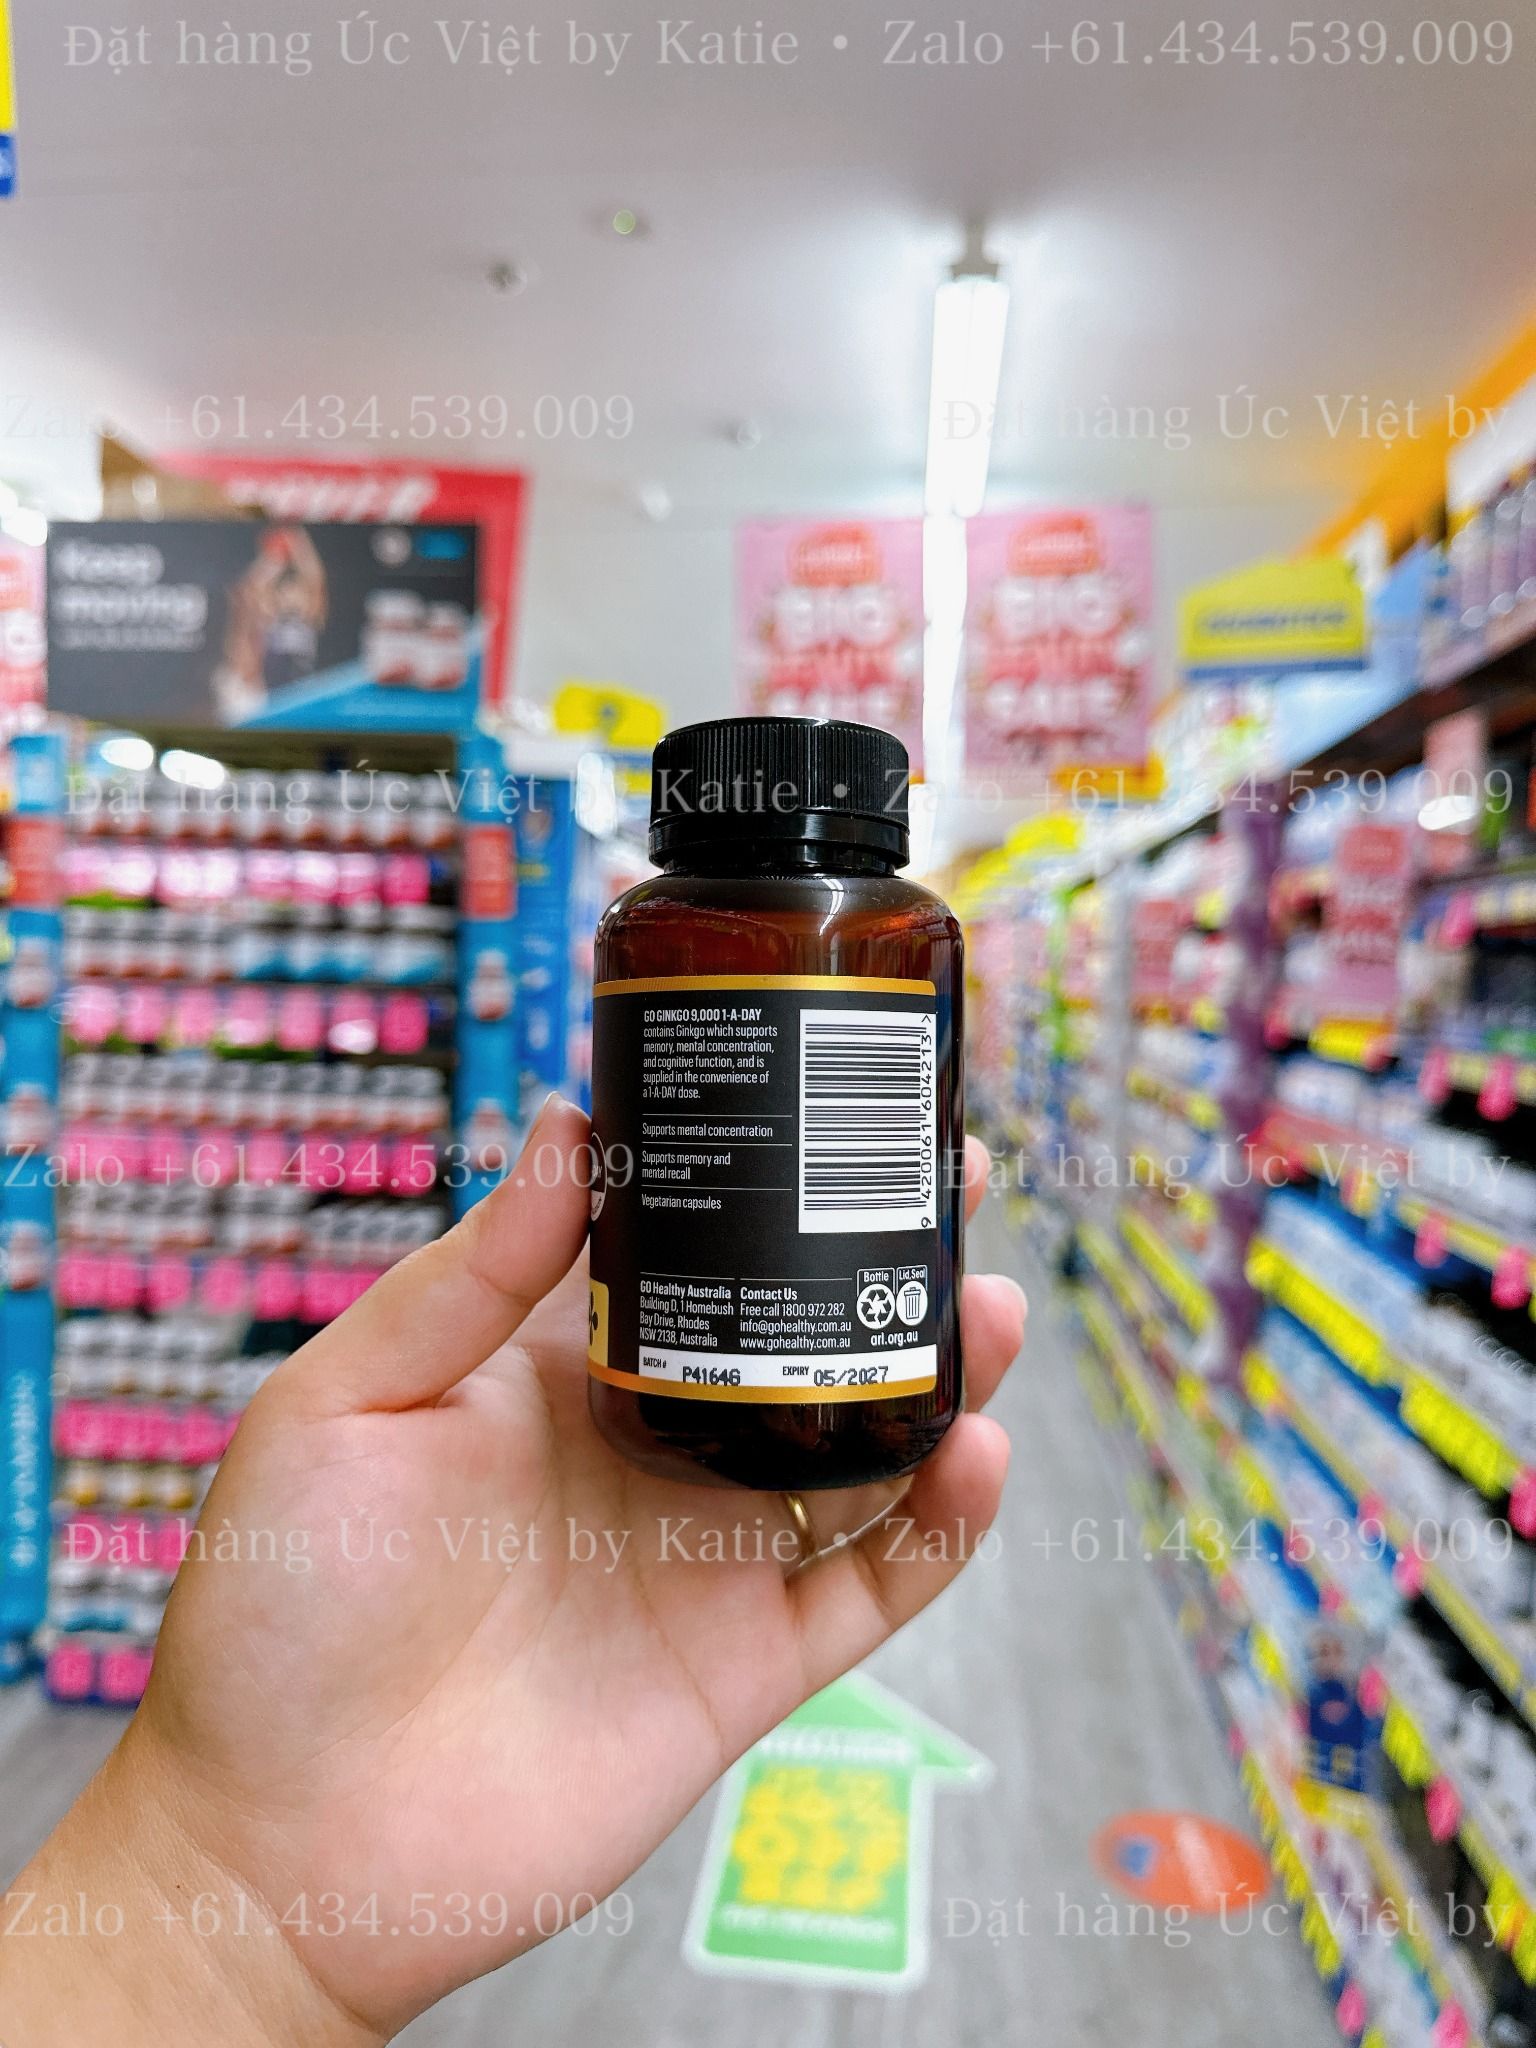 Đặt hàng Úc Việt by Katie • Zalo +61.434.539.009
Zalo +61.434.539.009
Đặt hàng Úc Việt by
Keep
moving
BIG
SALE
BIG
SALE
Đặt hàng Úc Việt by Katie • Zalo +61.434.539.009
GO GINKGO 9,000 1-A-DAY
contains Ginkgo which supports
memory, mental concentration,
and cognitive function, and is
supplied in the convenience of
a 1-A-DAY dose.
Supports mental concentration
Supports memory and
mental recall
Vegetarian capsules
9 420061 604213 >
Zalo +61.434.539.009
Đặt hàng Úc Việt by
GO Healthy Australia
Building D, 1 Homebush
Bay Drive, Rhodes
NSW 2138, Australia
Contact Us
Free call 1800 972 282
info@gohealthy.com.au
www.gohealthy.com.au
Bottle
Lid, Seal
arl.org.au
BATCH # P41646 EXPIRY 05/2027
Đặt hàng Úc Việt by Katie • Zalo +61.434.539.009
Zalo +61.434.539.009
Đặt hàng Úc Việt by